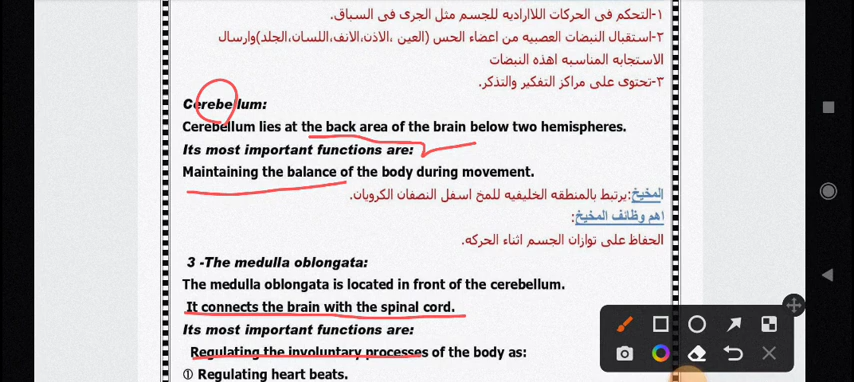 ١-التحكم فى الحركات اللااراديه للجسم مثل الجرى فى السباق.
٢-استقبال النبضات العصبيه من اعضاء الحس (العين ،الاذن،الانف،اللسان،الجلد)وارسال
الاستجابه المناسبه اهذه النبضات
٣-تحتوى على مراكز التفكير والتذكر.
Cerebellum:
Cerebellum lies at the back area of the brain below two hemispheres.
Its most important functions are:
Maintaining the balance of the body during movement.
المخيخ:يرتبط بالمنطقه الخليفيه للمخ اسفل النصفان الكرويان.
اهم وظائف المخيخ:
الحفاظ على توازان الجسم اثناء الحركه.
3 -The medulla oblongata:
The medulla oblongata is located in front of the cerebellum.
It connects the brain with the spinal cord.
Its most important functions are:
Regulating the involuntary processes of the body as:
① Regulating heart beats.